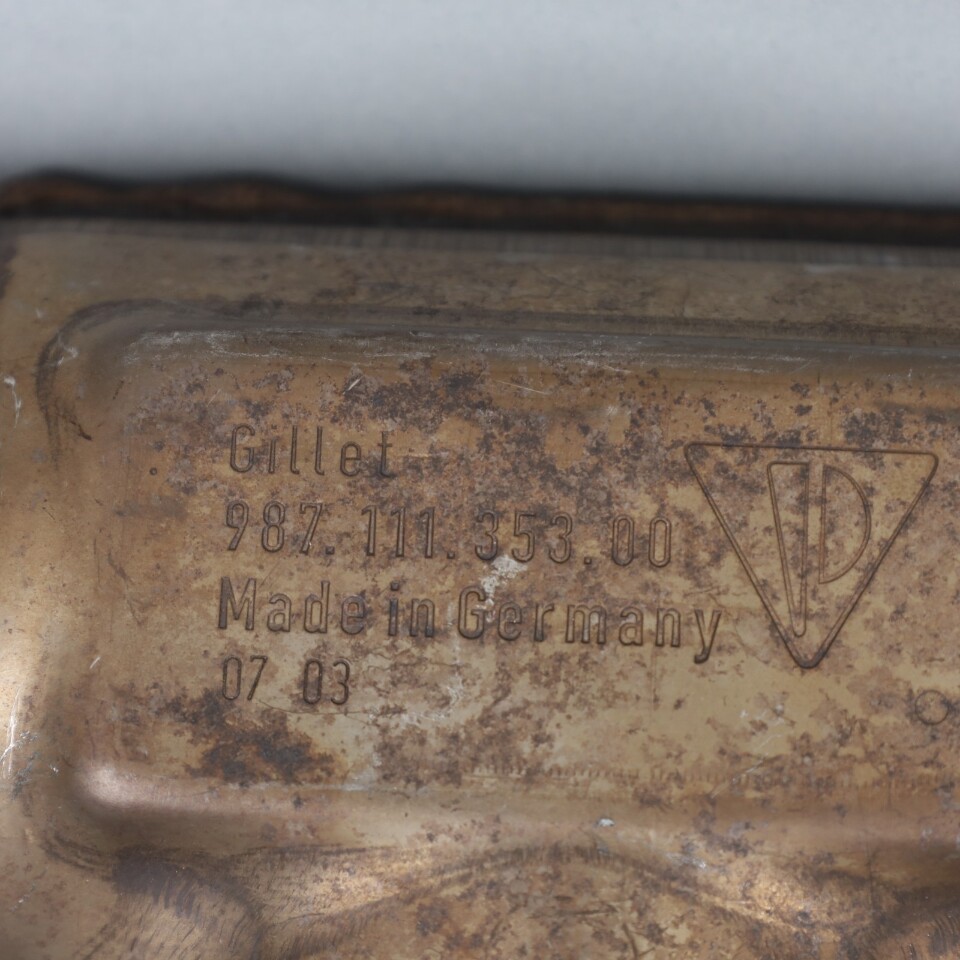 Gillet
987.111.353.00
Made in Germany
07 03